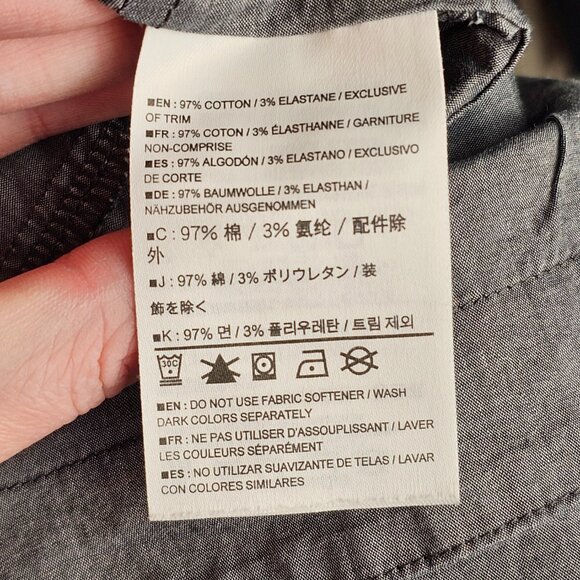 ■EN : 97% COTTON / 3% ELASTANE / EXCLUSIVE
OF TRIM
■FR : 97% COTON / 3% ÉLASTHANNE / GARNITURE
NON-COMPRISE
■ES : 97% ALGODÓN / 3% ELASTANO / EXCLUSIVO
DE CORTE
■DE : 97% BAUMWOLLE / 3% ELASTHAN /
NÄHZUBEHÖR AUSGENOMMEN
■C : 97% 棉 / 3% 氨纶 / 配件除
外
■J : 97% 綿 / 3% ポリウレタン / 装
飾を除く
■K : 97% 면 / 3% 폴리우레탄 / 트림 제외
30C
■EN : DO NOT USE FABRIC SOFTENER / WASH
DARK COLORS SEPARATELY
■FR : NE PAS UTILISER D'ASSOUPLISSANT / LAVER
LES COULEURS SÉPARÉMENT
■ES : NO UTILIZAR SUAVIZANTE DE TELAS / LAVAR
CON COLORES SIMILARES